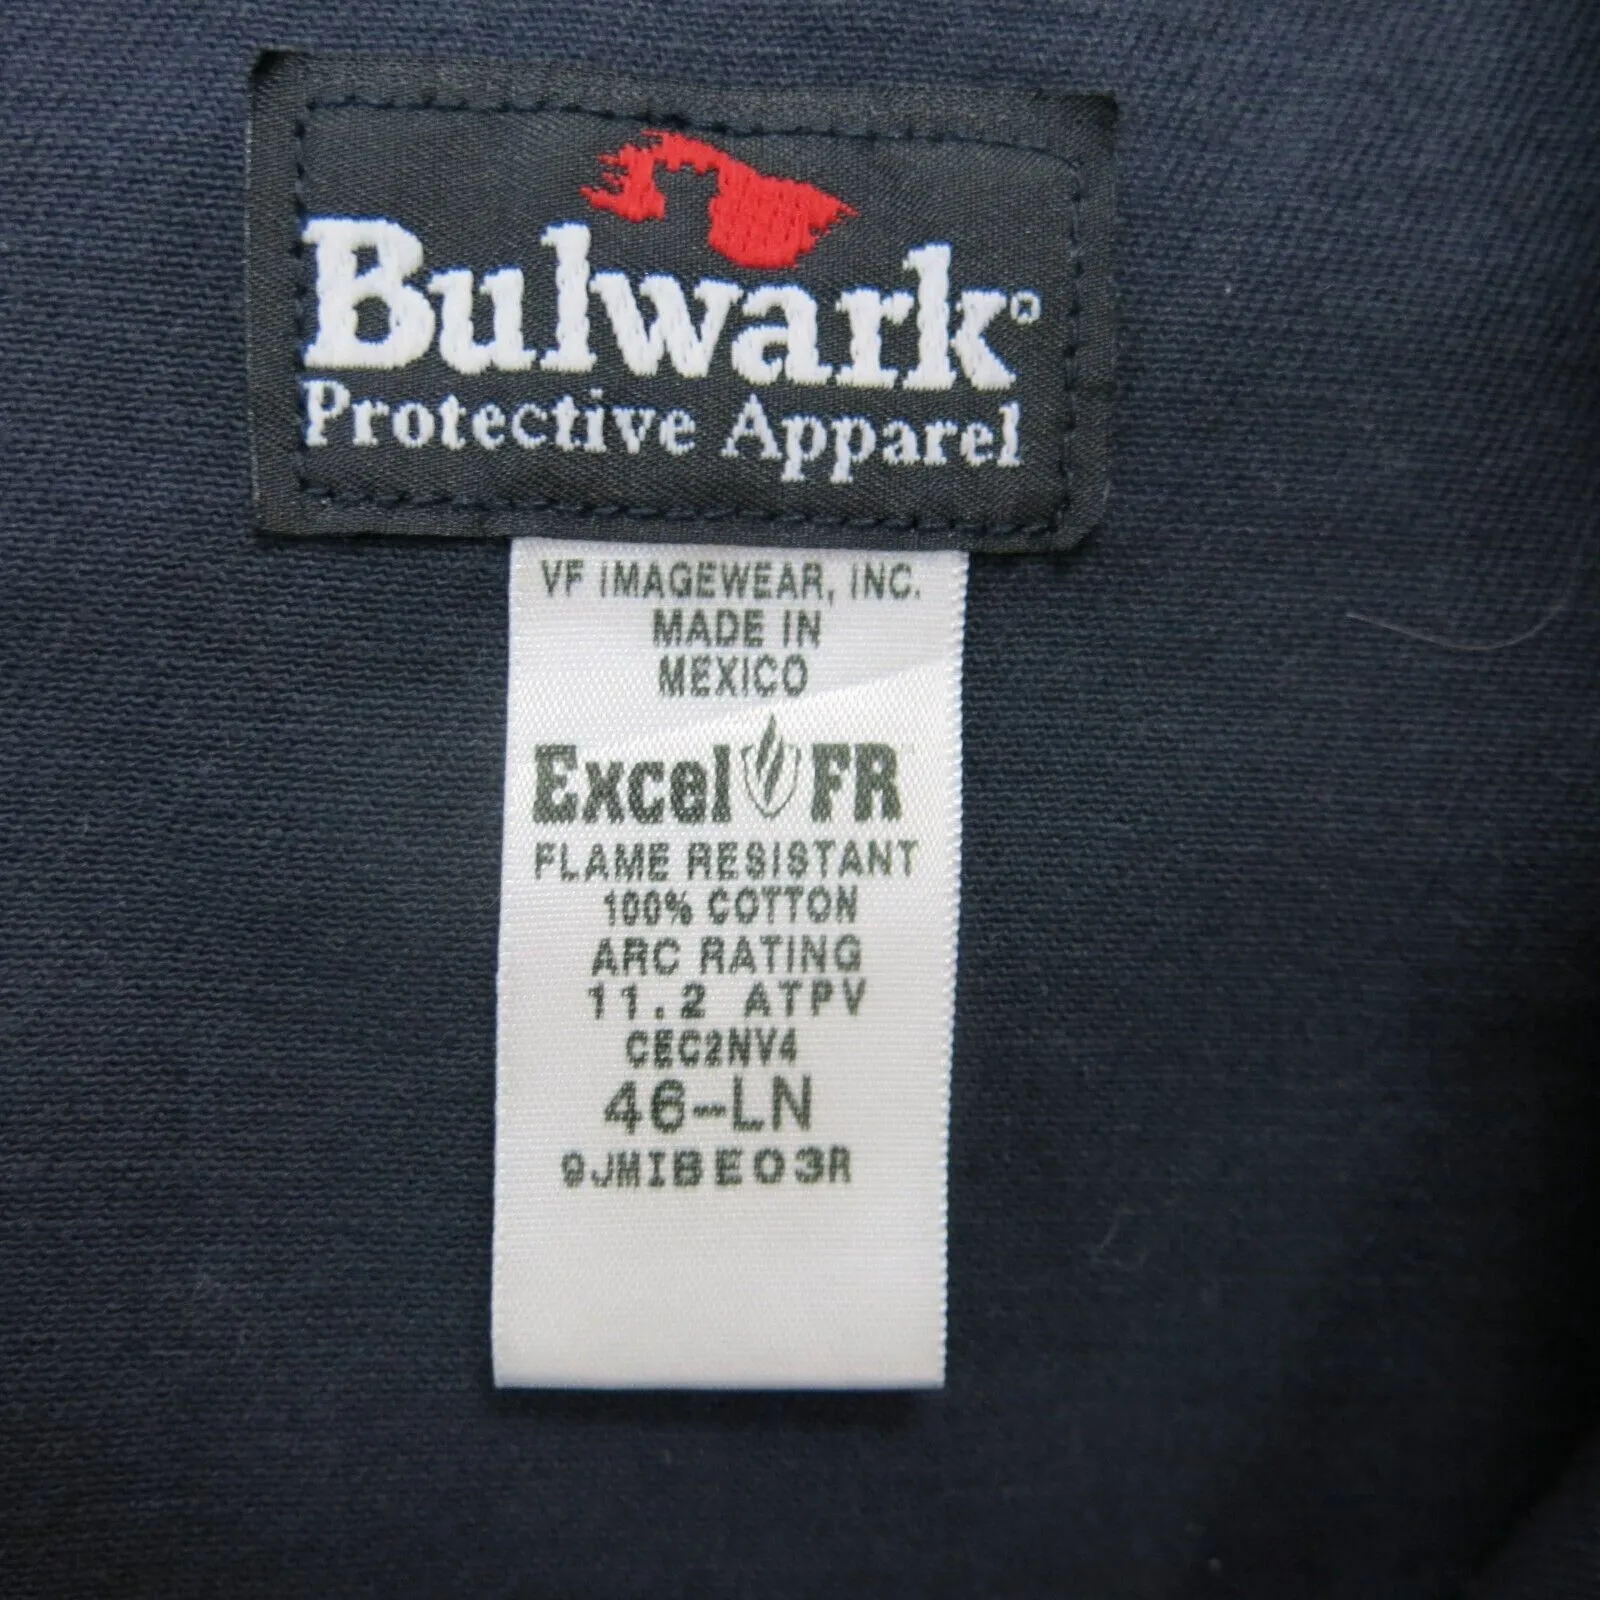 Bulwark®
Protective Apparel
VF IMAGEWEAR, INC.
MADE IN
MEXICO
Excel FR
FLAME RESISTANT
100% COTTON
ARC RATING
11.2 ATPV
CEC2NV4
46-LN
9JMIBE03R